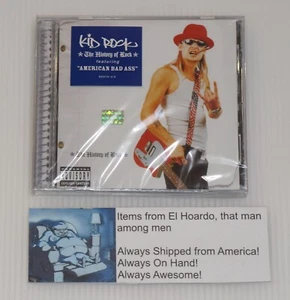 KID ROCK
The History of Rock
featuring
"AMERICAN BAD ASS"
The History of Rock
PARENTAL
ADVISORY
EXPLICIT CONTENT
Items from El Hoardo, that man
among men
Always Shipped from America!
Always On Hand!
Always Awesome!